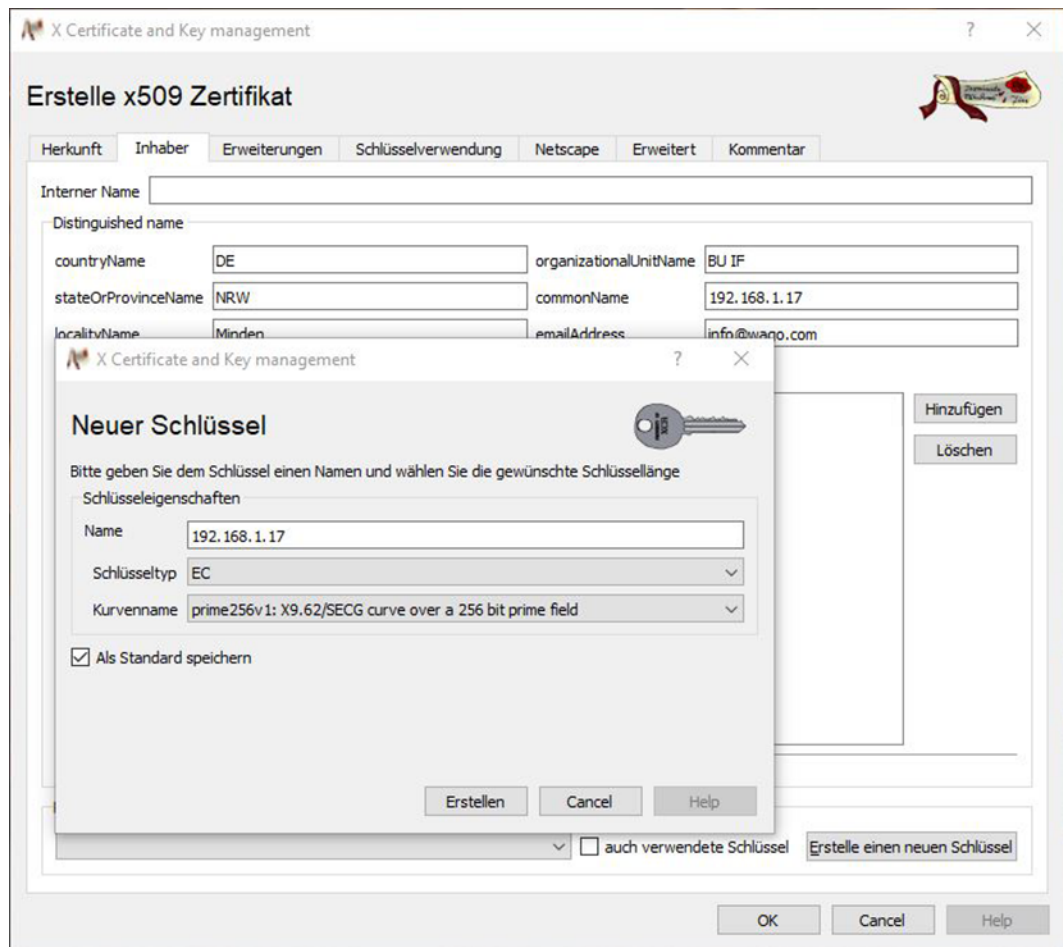 X Certificate and Key management
Erstelle x509 Zertifikat
Herkunft Inhaber Erweiterungen Schlüsselverwendung Netscape Erweitert Kommentar
Interner Name
Distinguished name
countryName DE organizationalUnitName BU IF
stateOrProvinceName NRW commonName 192.168.1.17
localityName Minden emailAddress info@wago.com
X Certificate and Key management
Neuer Schlüssel
Bitte geben Sie dem Schlüssel einen Namen und wählen Sie die gewünschte Schlüssellänge
Schlüsseleigenschaften
Name 192.168.1.17
Schlüsseltyp EC
Kurvenname prime256v1: X9.62/SECG curve over a 256 bit prime field
Als Standard speichern
Erstellen Cancel Help
Hinzufügen
Löschen
auch verwendete Schlüssel Erstelle einen neuen Schlüssel
OK Cancel Help